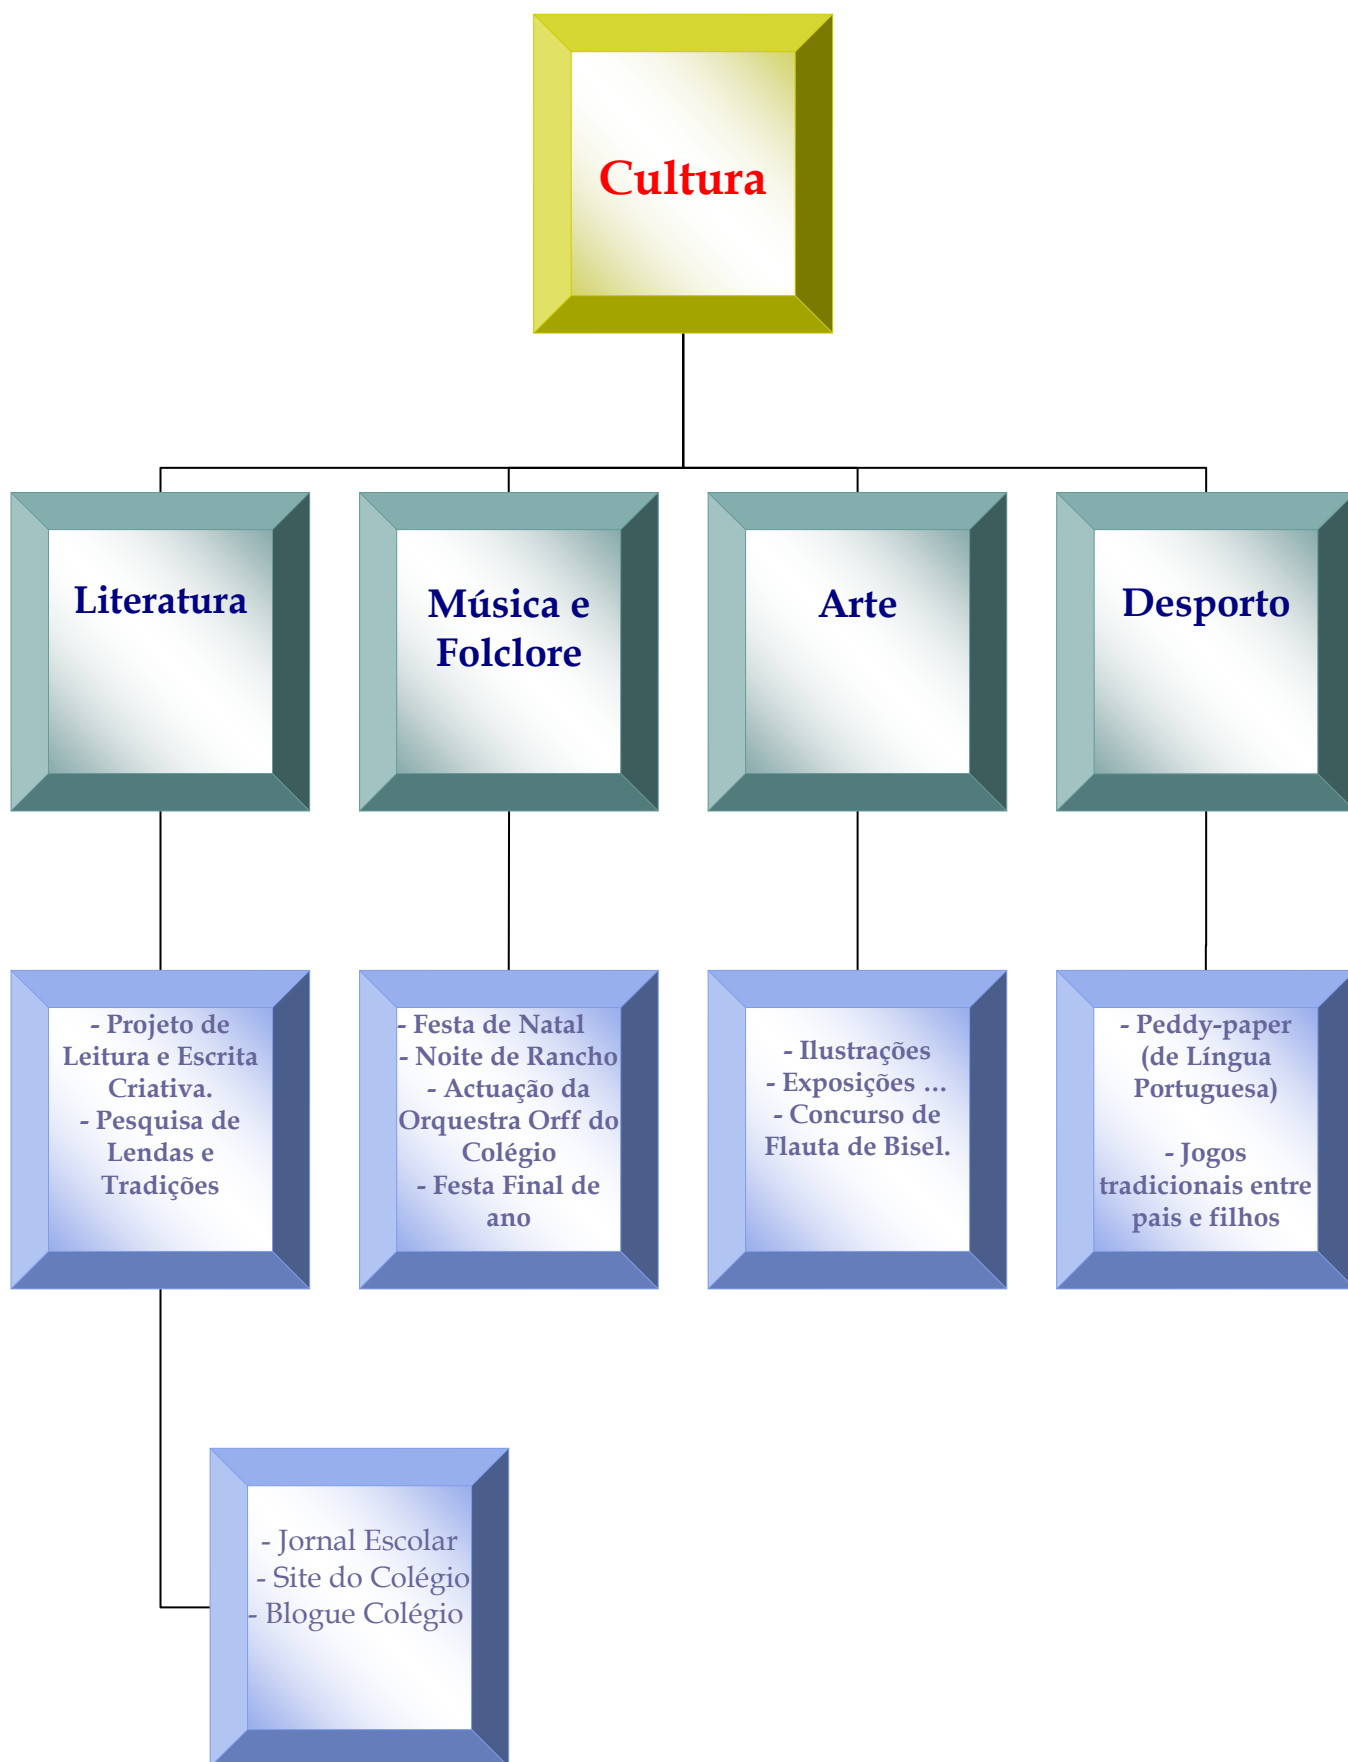 Cultura
Literatura
Música e
Folclore
Arte
Desporto
- Projeto de
Leitura e Escrita
Criativa.
- Pesquisa de
Lendas e
Tradições
- Festa de Natal
- Noite de Rancho
- Actuação da
Orquestra Orff do
Colégio
- Festa Final de
ano
- Ilustrações
- Exposições ...
- Concurso de
Flauta de Bisel.
- Peddy-paper
(de Língua
Portuguesa)
- Jogos
tradicionais entre
pais e filhos
- Jornal Escolar
- Site do Colégio
- Blogue Colégio